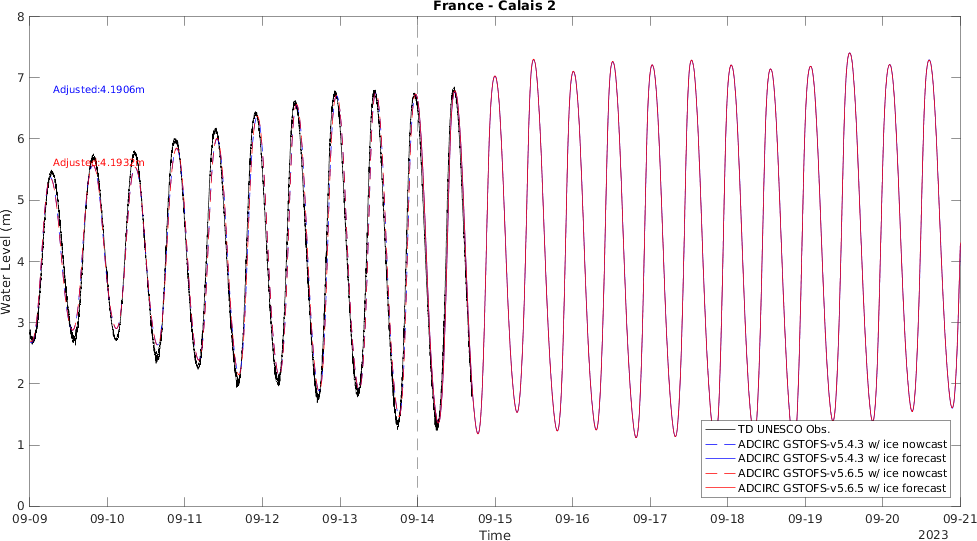 France - Calais 2
8
7
6
5
4
3
2
1
0
Water Level (m)
Adjusted:4.1906m
Adjusted:4.1932m
TD UNESCO Obs.
ADCIRC GSTOFS-v5.4.3 w/ ice nowcast
ADCIRC GSTOFS-v5.4.3 w/ ice forecast
ADCIRC GSTOFS-v5.6.5 w/ ice nowcast
ADCIRC GSTOFS-v5.6.5 w/ ice forecast
09-09 09-10 09-11 09-12 09-13 09-14 09-15 09-16 09-17 09-18 09-19 09-20 09-21
Time
2023